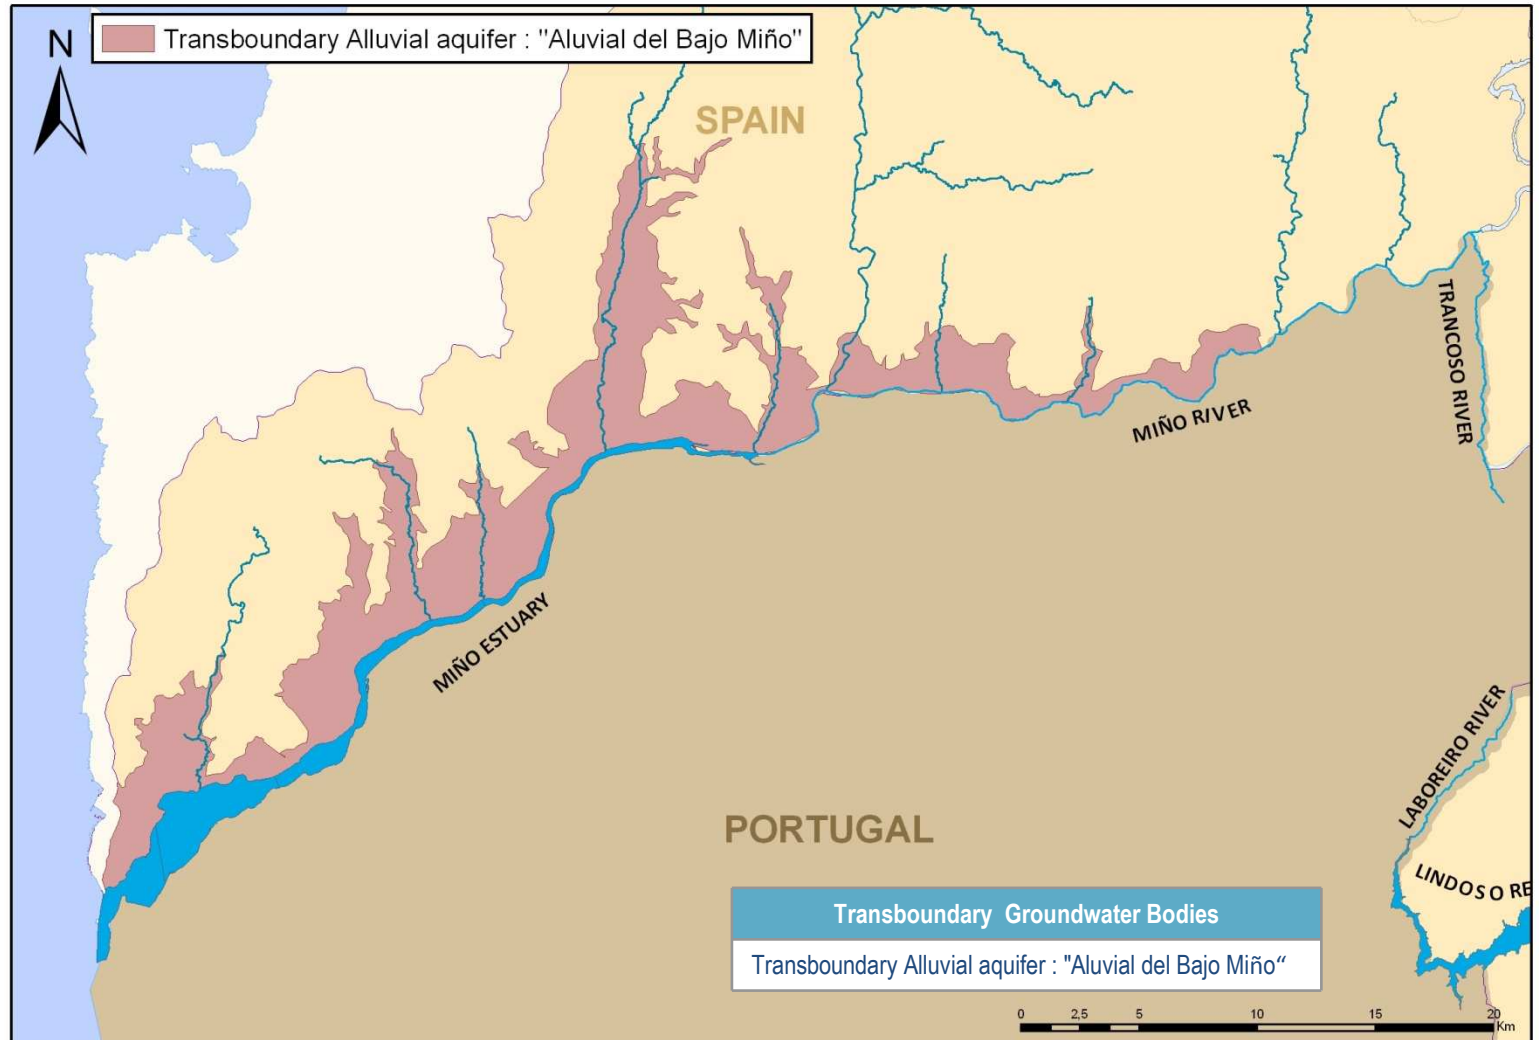 N
Transboundary Alluvial aquifer : "Aluvial del Bajo Miño"
SPAIN
TRANCOSO RIVER
MIÑO RIVER
MIÑO ESTUARY
LABOREIRO RIVER
PORTUGAL
LINDOSO RE
Transboundary Groundwater Bodies
Transboundary Alluvial aquifer : "Aluvial del Bajo Miño“
0 2,5 5 10 15 20
Km